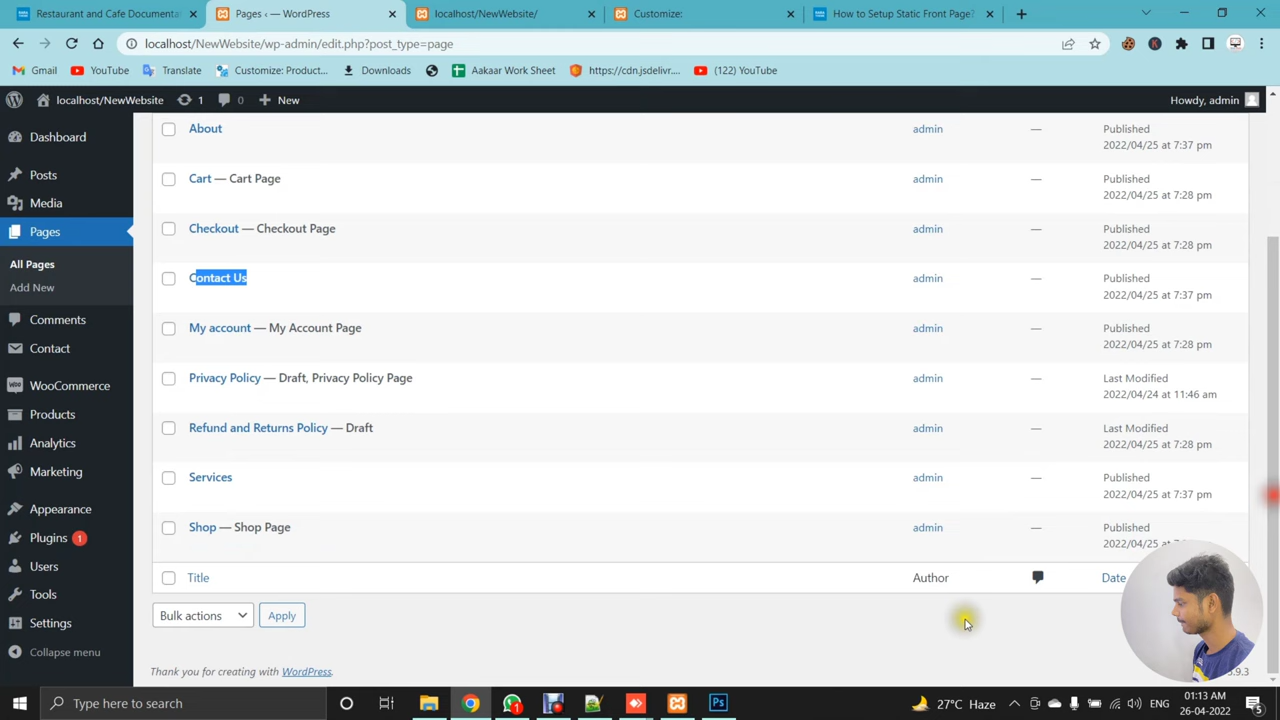 Restaurant and Cafe Documenta
Pages ‹ — WordPress
localhost/NewWebsite/
Customize:
How to Setup Static Front Page?
localhost/NewWebsite/wp-admin/edit.php?post_type=page
Gmail
YouTube
Translate
Customize: Product...
Downloads
Aakaar Work Sheet
https://cdn.jsdelivr....
(122) YouTube
localhost/NewWebsite
1
0
New
Howdy, admin
Dashboard
Posts
Media
Pages
All Pages
Add New
Comments
Contact
WooCommerce
Products
Analytics
Marketing
Appearance
Plugins 1
Users
Tools
Settings
Collapse menu
About
admin
—
Published
2022/04/25 at 7:37 pm
Cart — Cart Page
admin
—
Published
2022/04/25 at 7:28 pm
Checkout — Checkout Page
admin
—
Published
2022/04/25 at 7:28 pm
Contact Us
admin
—
Published
2022/04/25 at 7:37 pm
My account — My Account Page
admin
—
Published
2022/04/25 at 7:28 pm
Privacy Policy — Draft, Privacy Policy Page
admin
—
Last Modified
2022/04/24 at 11:46 am
Refund and Returns Policy — Draft
admin
—
Last Modified
2022/04/25 at 7:28 pm
Services
admin
—
Published
2022/04/25 at 7:37 pm
Shop — Shop Page
admin
—
Published
2022/04/25 at
Title
Author
Date
Bulk actions
Apply
Thank you for creating with WordPress.
.9.3
Type here to search
27°C Haze
ENG
01:13 AM
26-04-2022
5